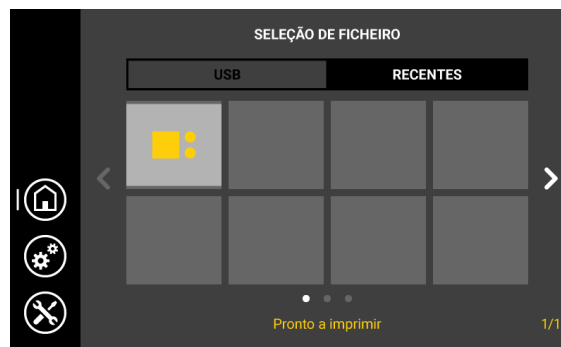 SELEÇÃO DE FICHEIRO
USB
RECENTES
Pronto a imprimir
1/1